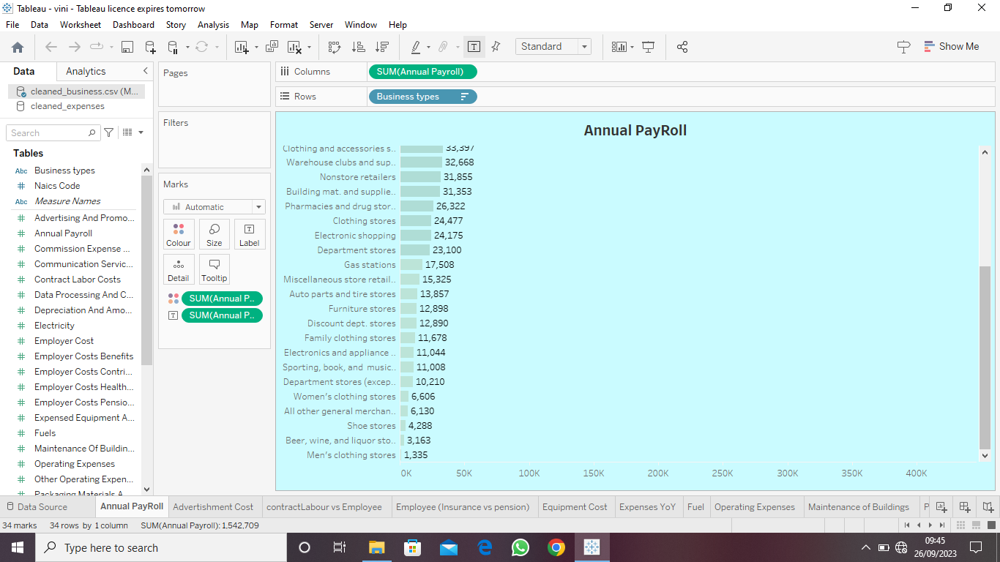 Tableau - vini - Tableau licence expires tomorrow
File Data Worksheet Dashboard Story Analysis Map Format Server Window Help
Standard
Show Me
Data Analytics
cleaned_business.csv (M...
cleaned_expenses
Search
Tables
Abc Business types
# Naics Code
Abc Measure Names
# Advertising And Promo...
# Annual Payroll
# Commission Expense ...
# Communication Servic...
# Contract Labor Costs
# Data Processing And C...
# Depreciation And Amo...
# Electricity
# Employer Cost
# Employer Costs Benefits
# Employer Costs Contri...
# Employer Costs Health...
# Employer Costs Pensio...
# Expensed Equipment A...
# Fuels
# Maintenance Of Buildin...
# Operating Expenses
# Other Operating Expen...
Packaging Materials A
Pages
Filters
Marks
Automatic
Colour Size Label
Detail Tooltip
SUM(Annual P..
SUM(Annual P..
Columns SUM(Annual Payroll)
Rows Business types
Annual PayRoll
Clothing and accessories s.. 33,397
Warehouse clubs and sup.. 32,668
Nonstore retailers 31,855
Building mat. and supplie.. 31,353
Pharmacies and drug stor.. 26,322
Clothing stores 24,477
Electronic shopping 24,175
Department stores 23,100
Gas stations 17,508
Miscellaneous store retail.. 15,325
Auto parts and tire stores 13,857
Furniture stores 12,898
Discount dept. stores 12,890
Family clothing stores 11,678
Electronics and appliance .. 11,044
Sporting, book, and music.. 11,008
Department stores (excep.. 10,210
Women's clothing stores 6,606
All other general merchan.. 6,130
Shoe stores 4,288
Beer, wine, and liquor sto.. 3,163
Men's clothing stores 1,335
0K 50K 100K 150K 200K 250K 300K 350K 400K
Data Source Annual PayRoll Advertishment Cost contractLabour vs Employee Employee (Insurance vs pension) Equipment Cost Expenses YoY Fuel Operating Expenses Maintenance of Buildings P
34 marks 34 rows by 1 column SUM(Annual Payroll): 1,542,709
Type here to search
09:45
26/09/2023